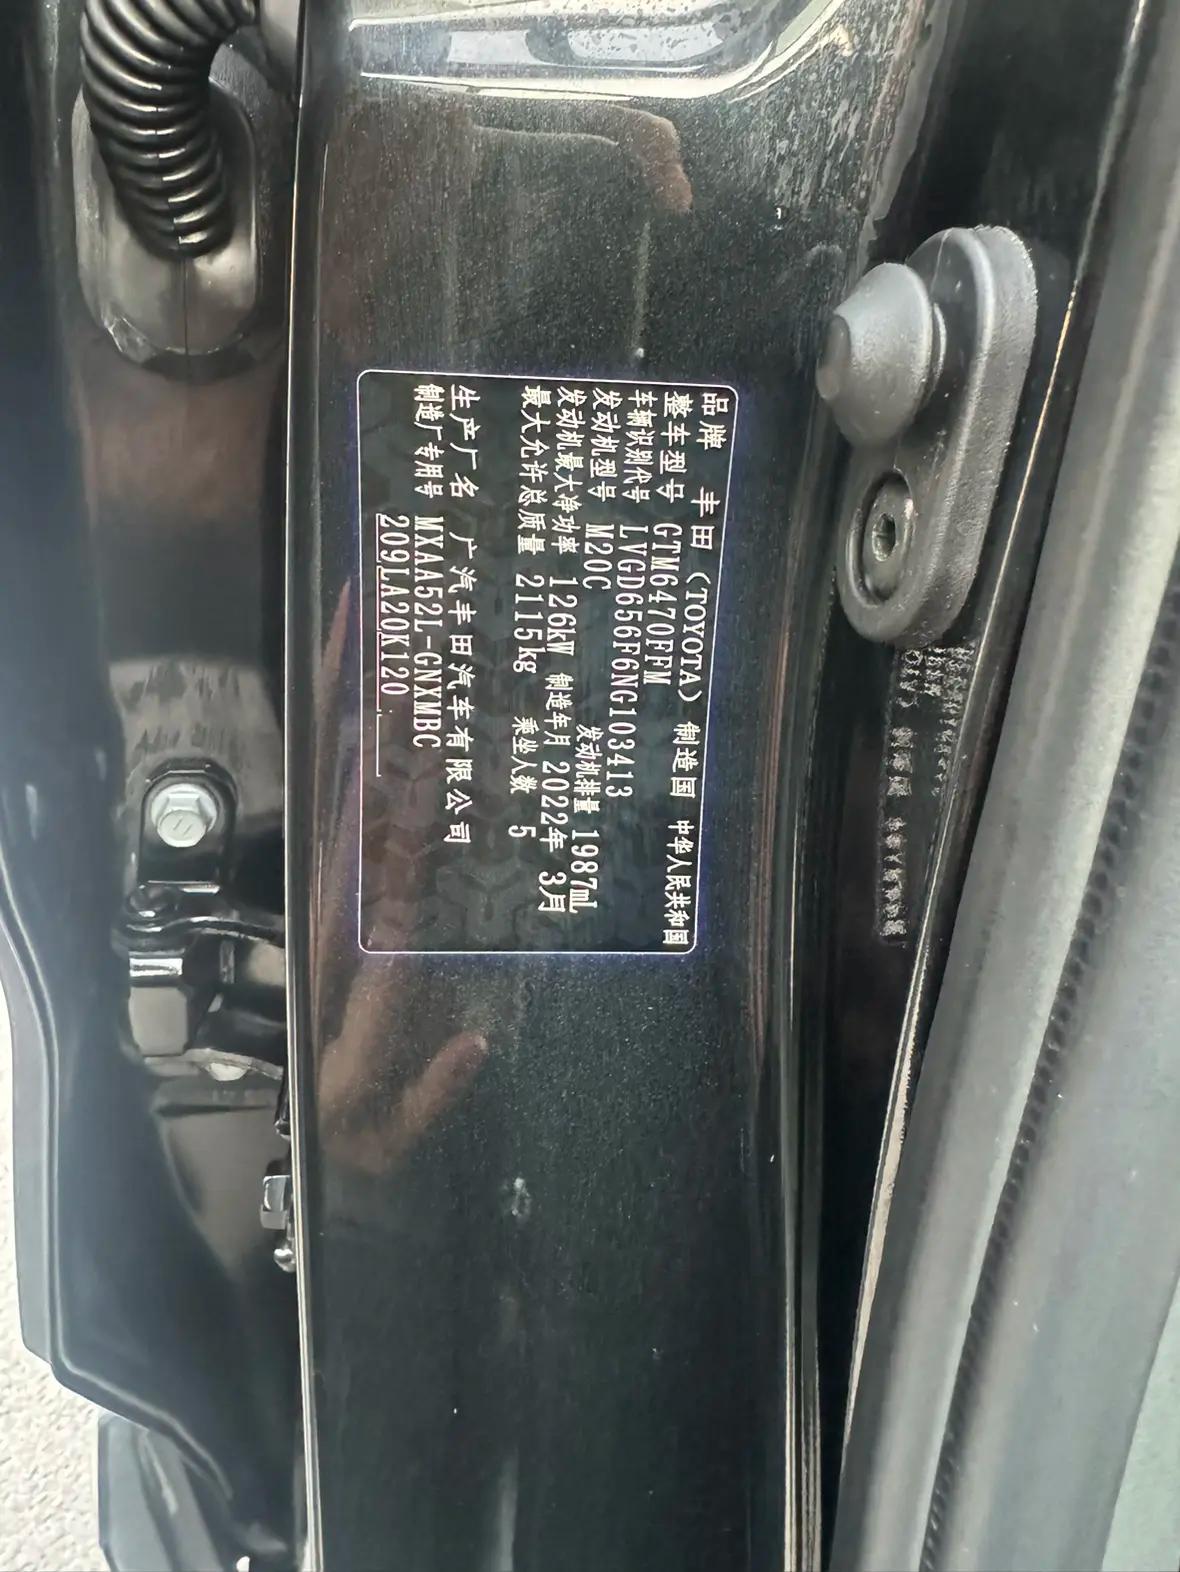 品牌 丰田（TOYOTA） 制造国 中华人民共和国
整车型号 GTM6470FFM
车辆识别代号 LVGD656F6NG103413
发动机型号 M20C 发动机排量 1987mL
发动机最大净功率 126kW 制造年月 2022年 3月
最大允许总质量 2115kg 乘坐人数 5
生产厂名 广汽丰田汽车有限公司
制造厂专用号 MXAA52L-GNXMBC
209LA20K120